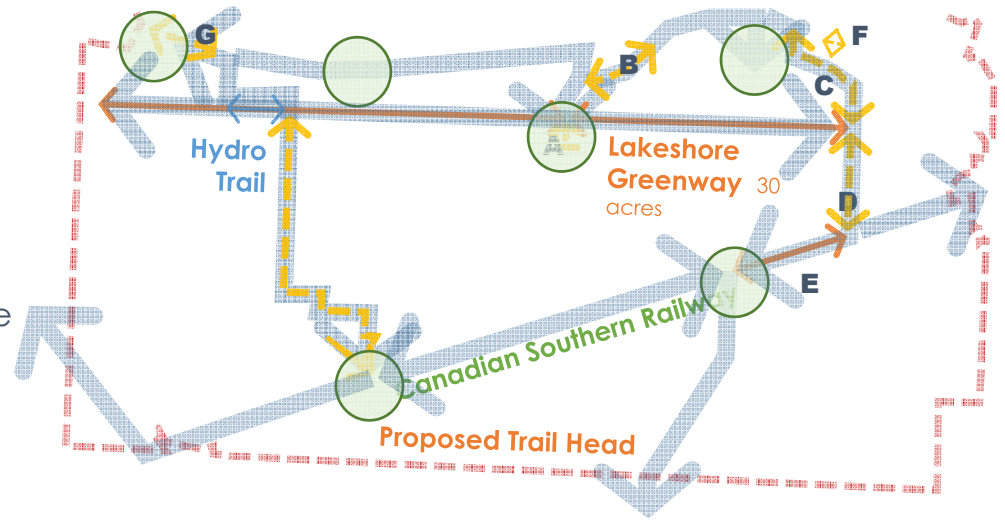 G
F
B
C
Hydro
Trail
A
Lakeshore
Greenway 30
acres
D
E
e
Canadian Southern Railway
Proposed Trail Head